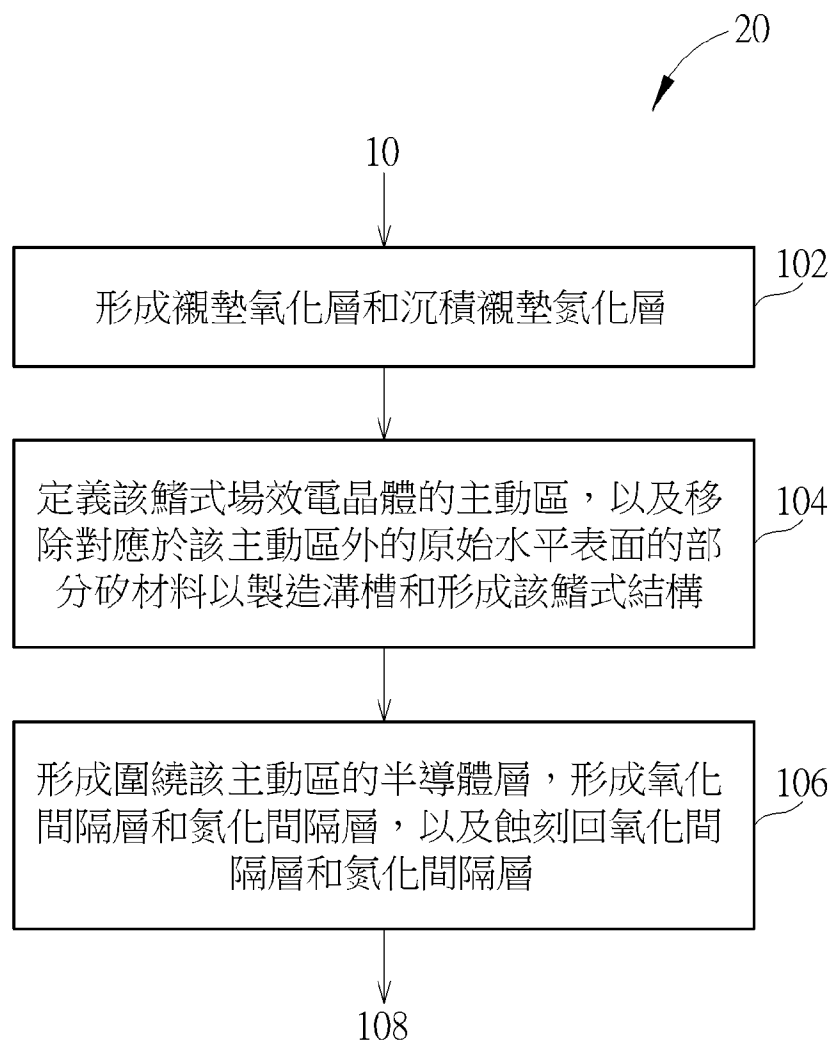 20
10
102
形成襯墊氧化層和沉積襯墊氮化層
定義該鰭式場效電晶體的主動區，以及移
104
除對應於該主動區外的原始水平表面的部
分矽材料以製造溝槽和形成該鰭式結構
形成圍繞該主動區的半導體層，形成氧化
106
間隔層和氮化間隔層，以及蝕刻回氧化間
隔層和氮化間隔層
108